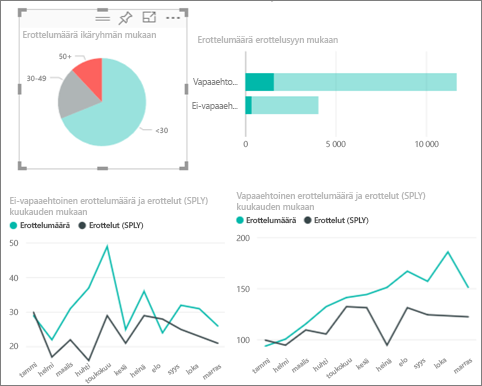 Erottelumäärä ikäryhmän mukaan
50+
30-49
<30
Erottelumäärä erottelusyyn mukaan
Vapaaehto...
Ei-vapaaeh...
0
5 000
10 000
Ei-vapaaehtoinen erottelumäärä ja erottelut (SPLY)
kuukauden mukaan
Erottelumäärä
Erottelut (SPLY)
50
40
30
20
tammi
helmi
maalis
huhti
toukokuu
kesä
heinä
elo
syys
loka
marras
Vapaaehtoinen erottelumäärä ja erottelut (SPLY)
kuukauden mukaan
Erottelumäärä
Erottelut (SPLY)
200
150
100
tammi
helmi
maalis
huhti
toukokuu
kesä
heinä
elo
syys
loka
marras